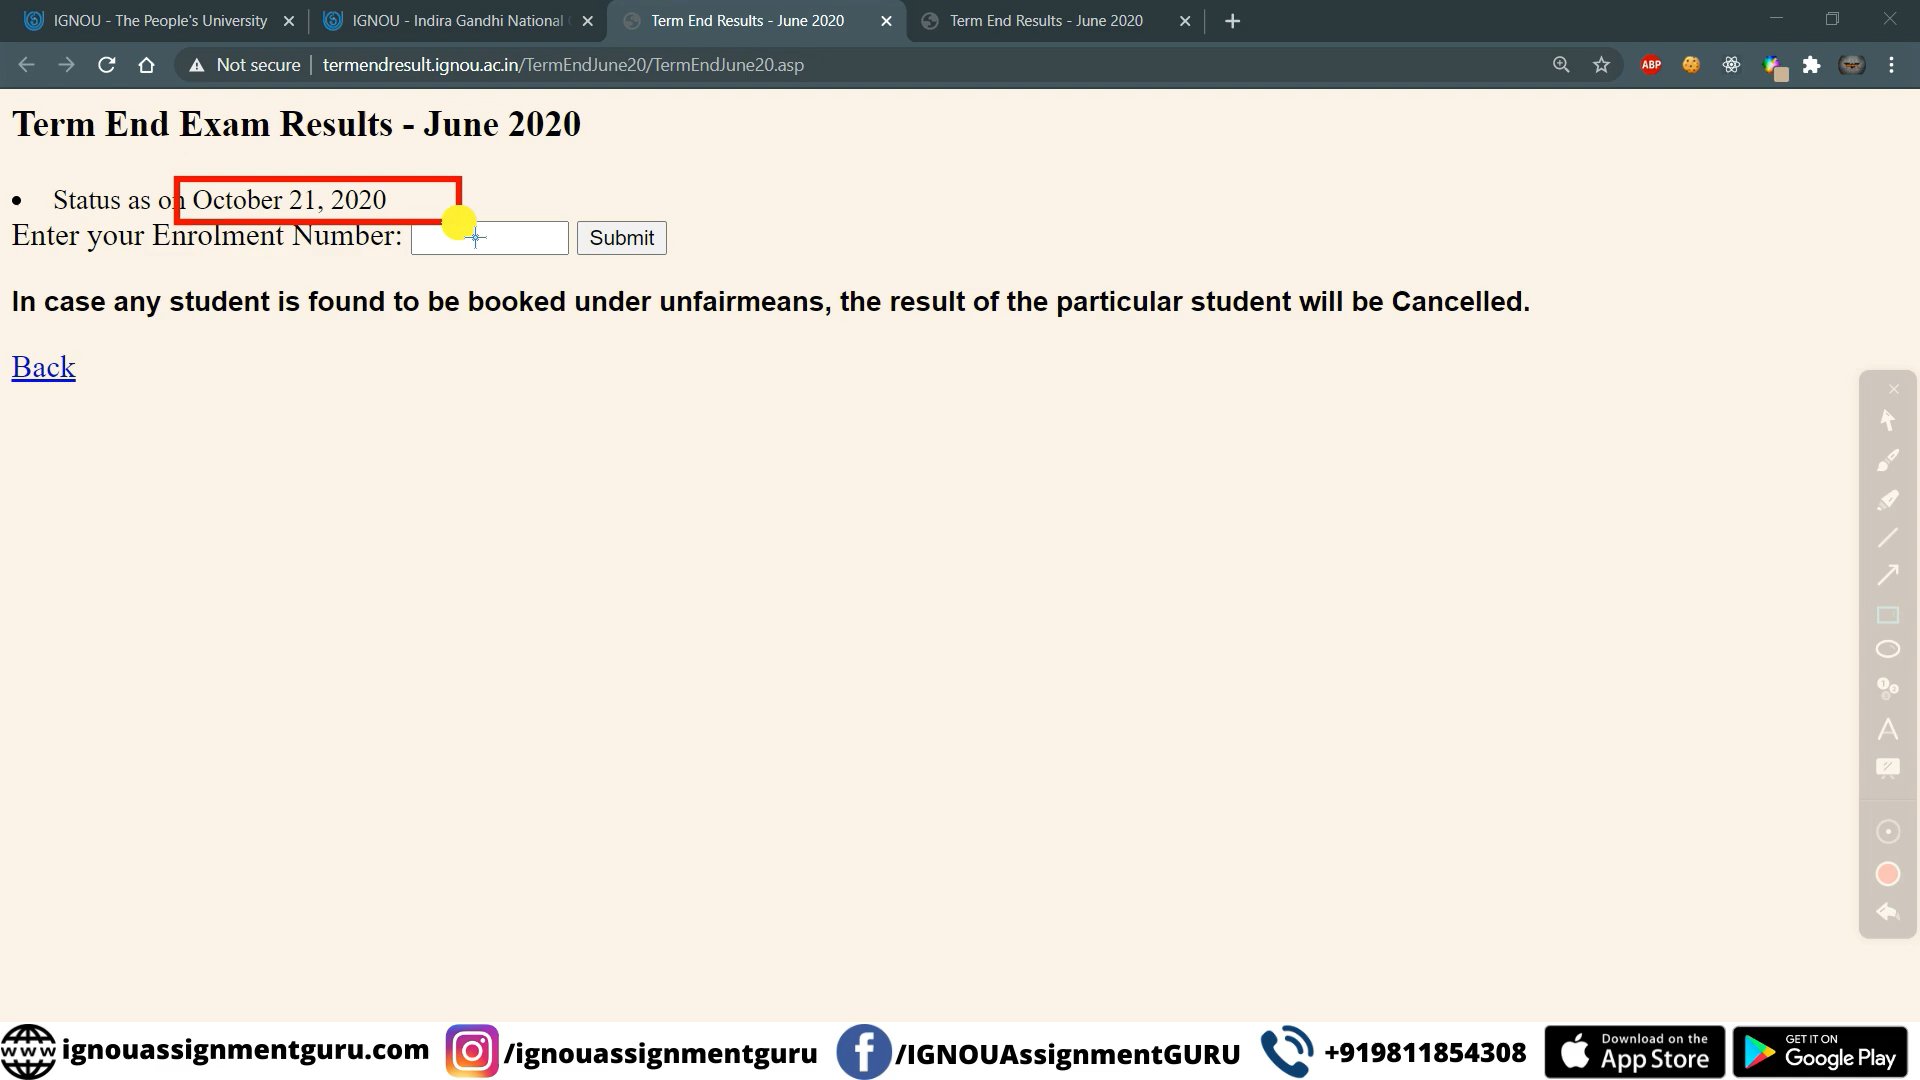 IGNOU - The People's University
IGNOU - Indira Gandhi National
Term End Results - June 2020
Term End Results - June 2020
Not secure
termendresult.ignou.ac.in/TermEndJune20/TermEndJune20.asp
ABP
Term End Exam Results - June 2020
• Status as on October 21, 2020
Enter your Enrolment Number:
Submit
In case any student is found to be booked under unfairmeans, the result of the particular student will be Cancelled.
Back
www
ignouassignmentguru.com
/ignouassignmentguru
/IGNOUAssignmentGURU
+919811854308
Download on the
App Store
GET IT ON
Google Play